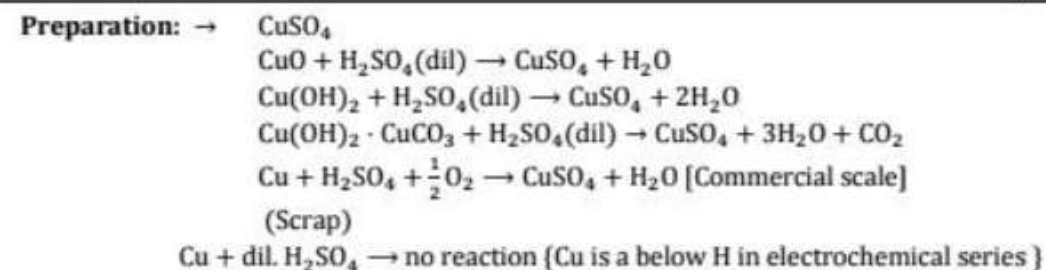 Preparation: → CuSO₄
CuO + H₂SO₄(dil) → CuSO₄ + H₂O
Cu(OH)₂ + H₂SO₄(dil) → CuSO₄ + 2H₂O
Cu(OH)₂ · CuCO₃ + H₂SO₄(dil) → CuSO₄ + 3H₂O + CO₂
Cu + H₂SO₄ + ½O₂ → CuSO₄ + H₂O [Commercial scale]
(Scrap)
Cu + dil. H₂SO₄ → no reaction {Cu is a below H in electrochemical series }